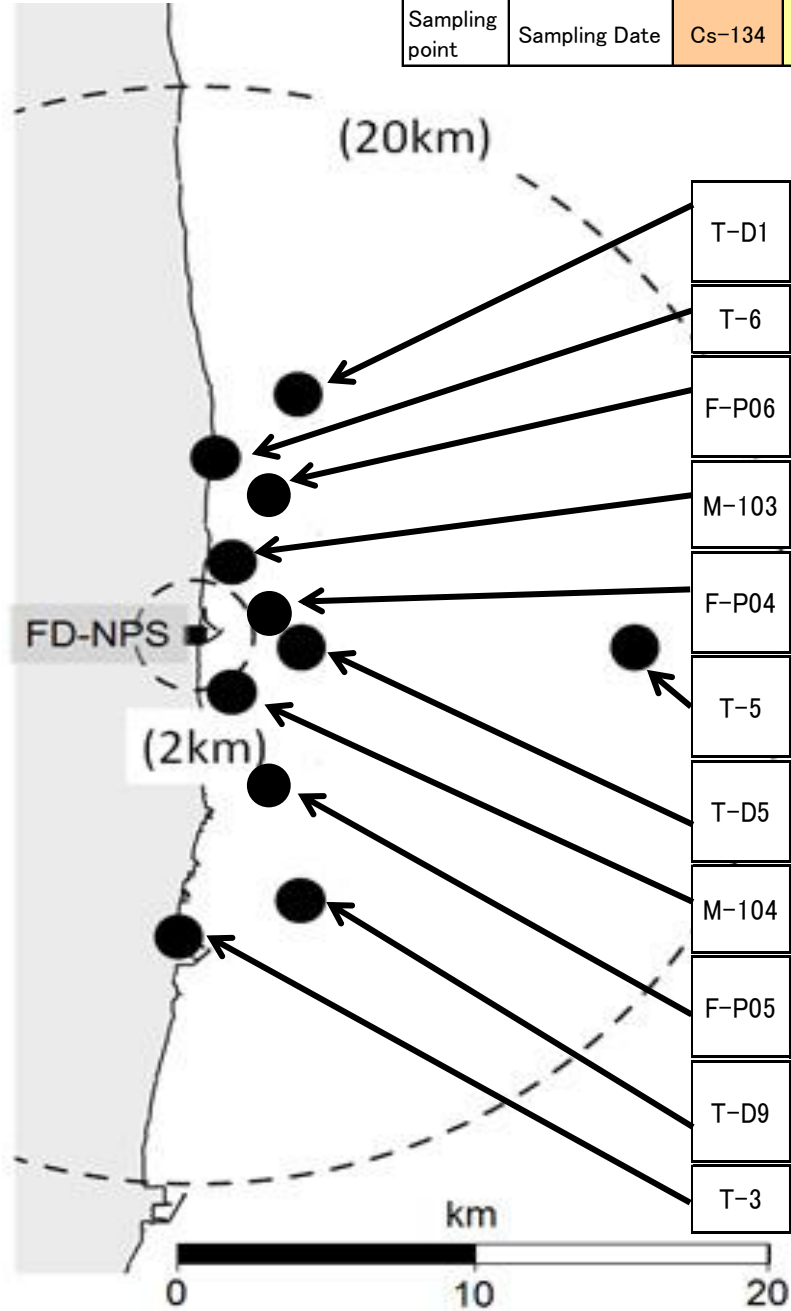 Sampling
point
Sampling Date
Cs-134
(20km)
T-D1
T-6
F-P06
M-103
F-P04
FD-NPS
T-5
(2km)
T-D5
M-104
F-P05
T-D9
T-3
km
0
10
20